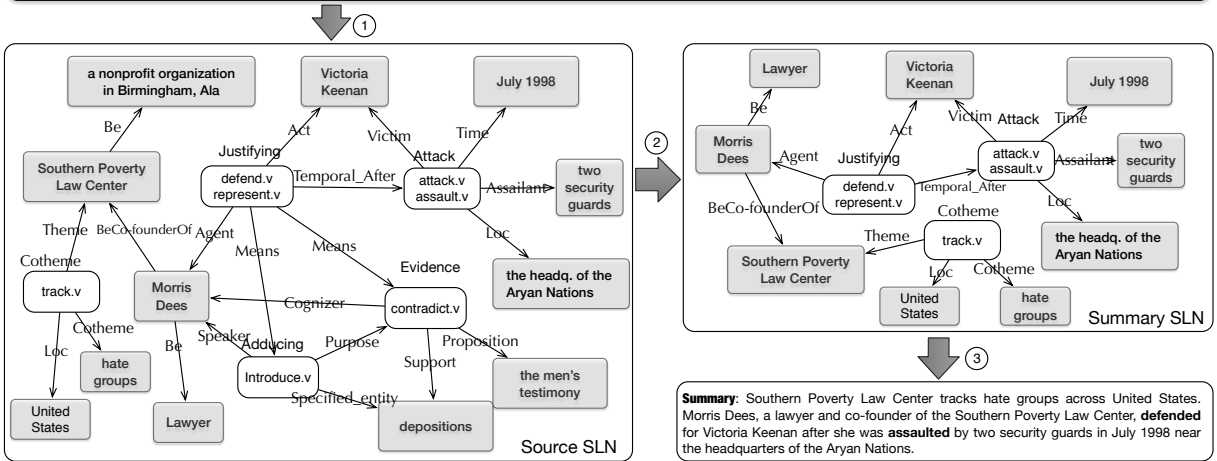 1
a nonprofit organization
in Birmingham, Ala
Victoria
Keenan
July 1998
Be
Act
Victim
Time
Justifying
Attack
Southern Poverty
Law Center
defend.v
represent.v
Temporal_After
attack.v
assault.v
Assailant
two
security
guards
Theme
BeCo-founderOf
Agent
Means
Means
Loc
Cotheme
Evidence
the headq. of the
Aryan Nations
track.v
Morris
Dees
Cognizer
contradict.v
Cotheme
Speaker
Adducing
Purpose
Proposition
Loc
Be
Support
hate
groups
Introduce.v
the men's
testimony
Specified_entity
United
States
Lawyer
depositions
Source SLN
2
Lawyer
Victoria
Keenan
July 1998
Be
Act
Victim
Attack
Time
Morris
Dees
Agent
Justifying
attack.v
assault.v
Assailant
two
security
guards
defend.v
represent.v
Temporal_After
BeCo-founderOf
Cotheme
Loc
Theme
track.v
Southern Poverty
Law Center
Loc
Cotheme
the headq. of the
Aryan Nations
United
States
hate
groups
Summary SLN
3
Summary: Southern Poverty Law Center tracks hate groups across United States.
Morris Dees, a lawyer and co-founder of the Southern Poverty Law Center, defended
for Victoria Keenan after she was assaulted by two security guards in July 1998 near
the headquarters of the Aryan Nations.